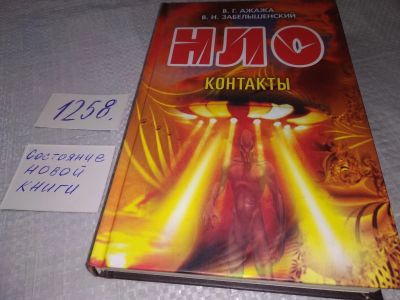 В. Г. АЖАЖА
В. И. ЗАБЕЛЫШЕНСКИЙ
НЛО
КОНТАКТЫ
1258.
Состояние
новой
книги